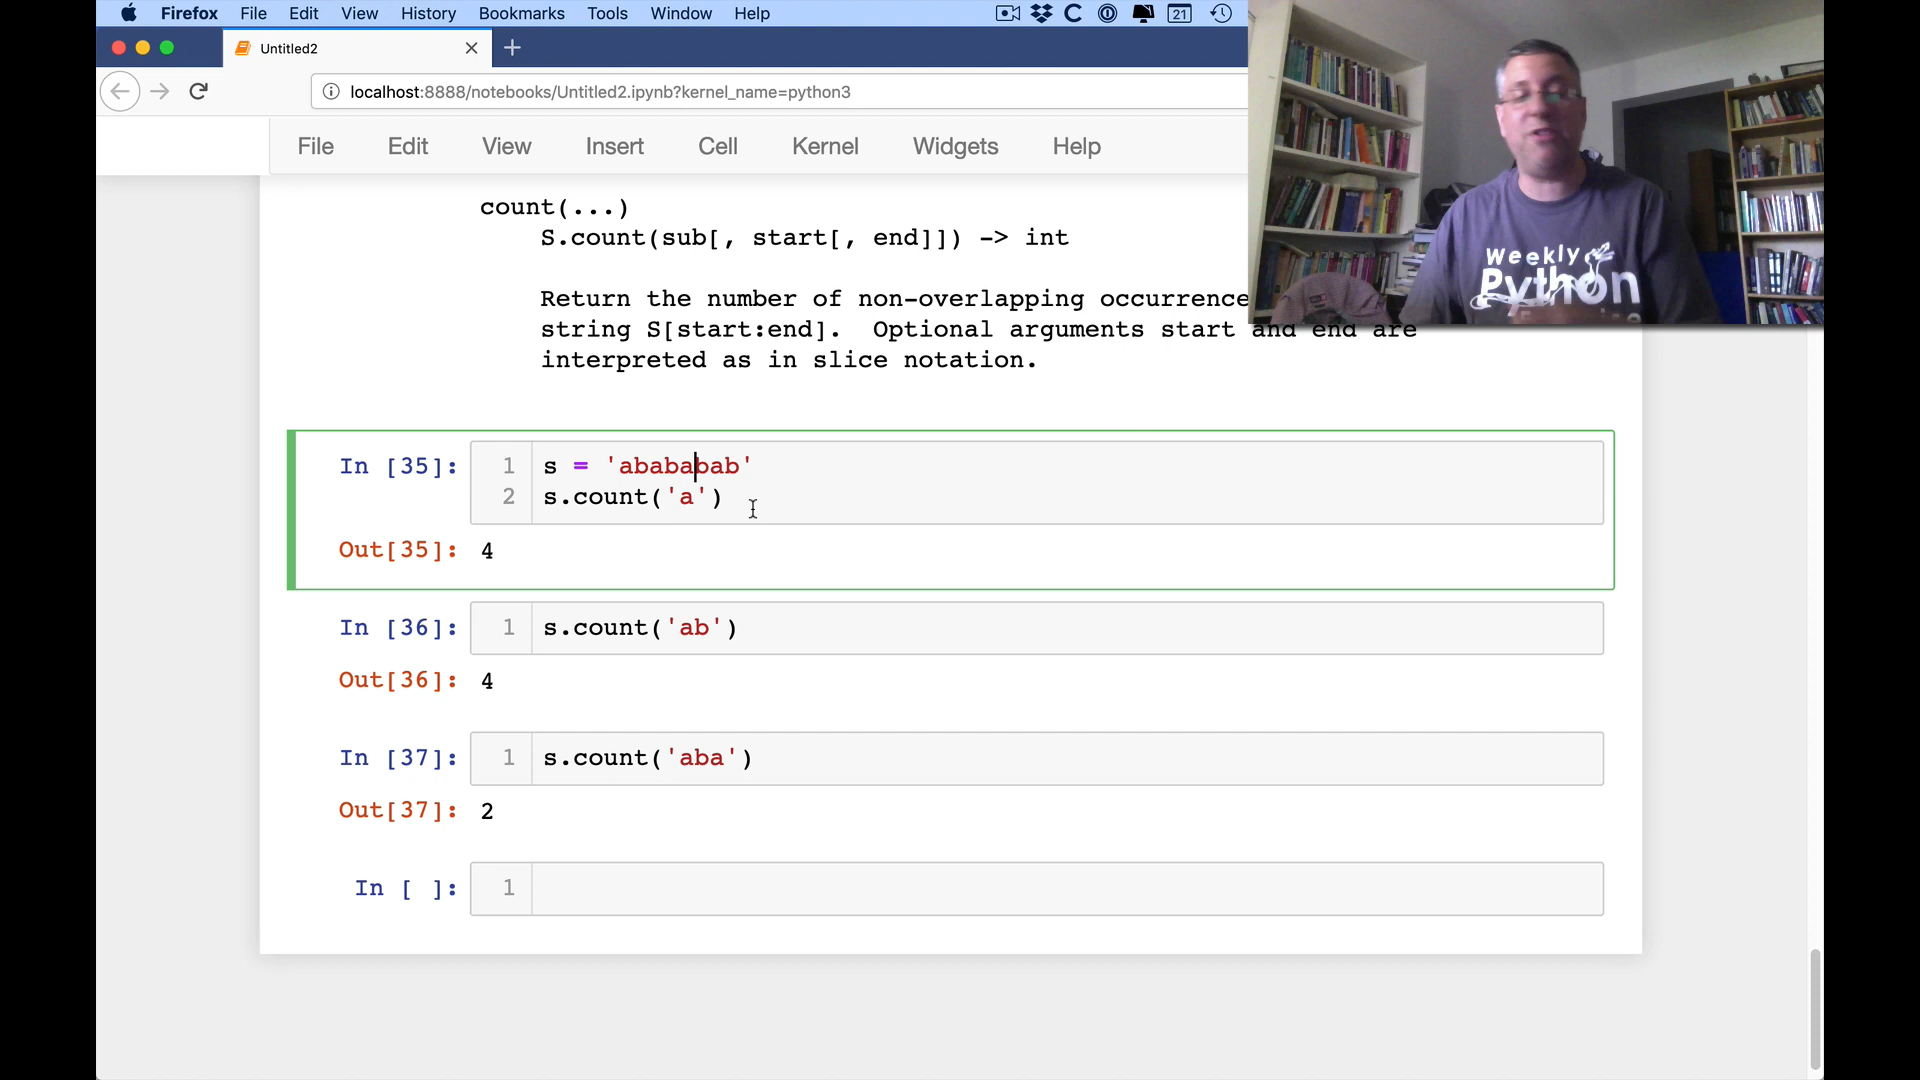 Firefox File Edit View History Bookmarks Tools Window Help 21
Untitled2
localhost:8888/notebooks/Untitled2.ipynb?kernel_name=python3
File Edit View Insert Cell Kernel Widgets Help
Weekly
Python
count(...)
S.count(sub[, start[, end]]) -> int
Return the number of non-overlapping occurrence
string S[start:end].  Optional arguments start and end are
interpreted as in slice notation.
In [35]: 1 s = 'abababab'
2 s.count('a')
Out[35]: 4
In [36]: 1 s.count('ab')
Out[36]: 4
In [37]: 1 s.count('aba')
Out[37]: 2
In [ ]: 1